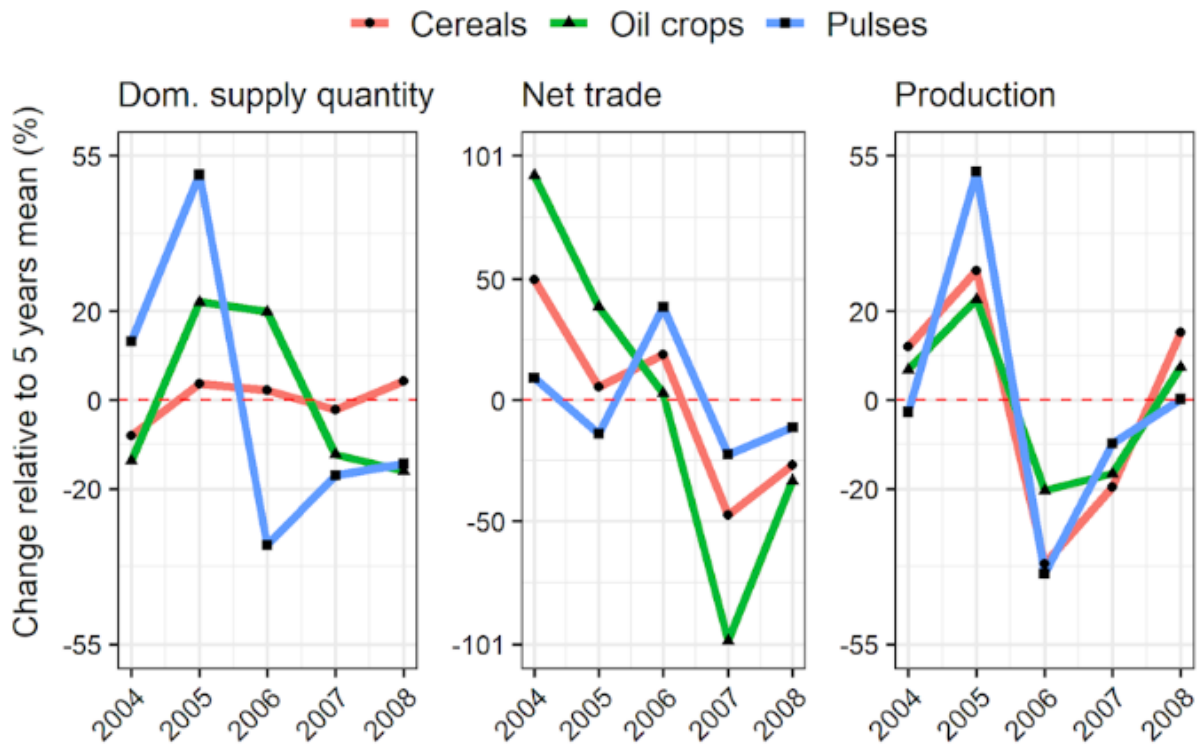 Cereals Oil crops Pulses
Dom. supply quantity Net trade Production
Change relative to 5 years mean (%)
55 101 55
50
20 20
0 0 0
-20 -20
-50
-55 -101 -55
2004 2005 2006 2007 2008 2004 2005 2006 2007 2008 2004 2005 2006 2007 2008